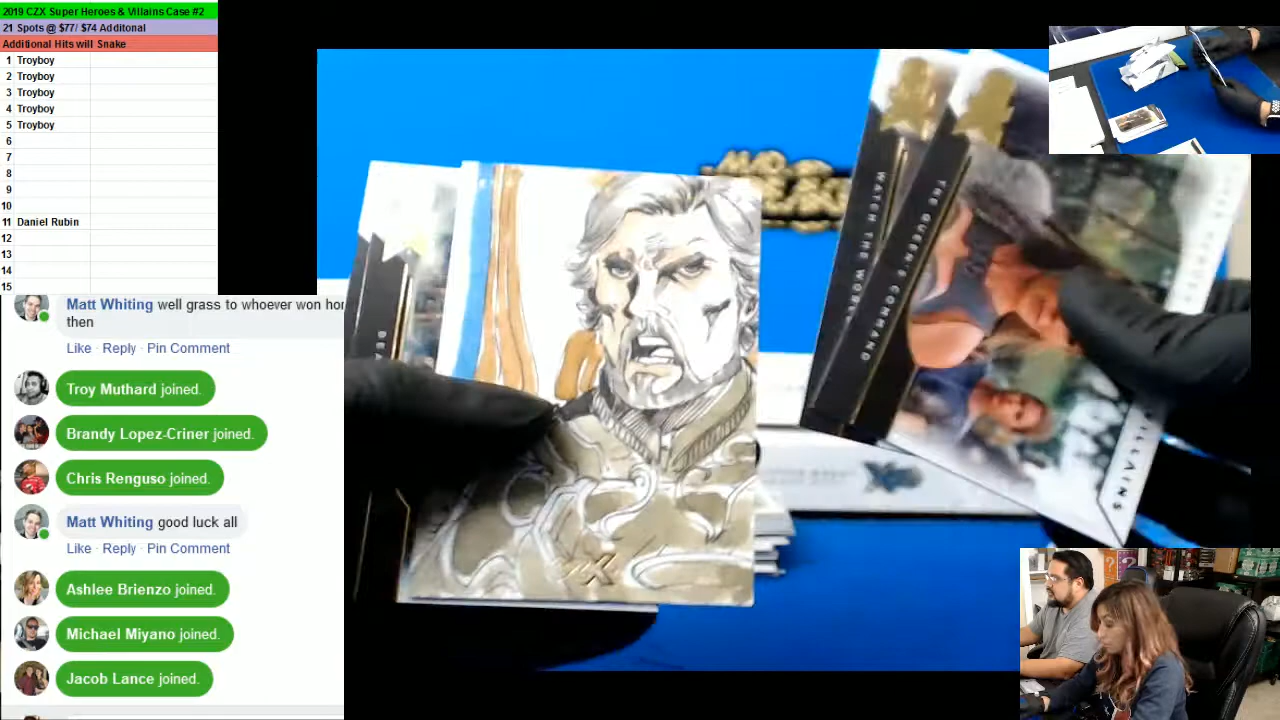 2019 CZX Super Heroes & Villains Case #2
21 Spots @ $77/ $74 Additonal
Additional Hits will Snake
1 Troyboy
2 Troyboy
3 Troyboy
4 Troyboy
5 Troyboy
6
7
8
9
10
11 Daniel Rubin
12
13
14
15
Matt Whiting well grass to whoever won hor
then
Like · Reply · Pin Comment
Troy Muthard joined.
Brandy Lopez-Criner joined.
Chris Renguso joined.
Matt Whiting good luck all
Like · Reply · Pin Comment
Ashlee Brienzo joined.
Michael Miyano joined.
Jacob Lance joined.
WATCH THE
THE QUEEN'S COMMAND